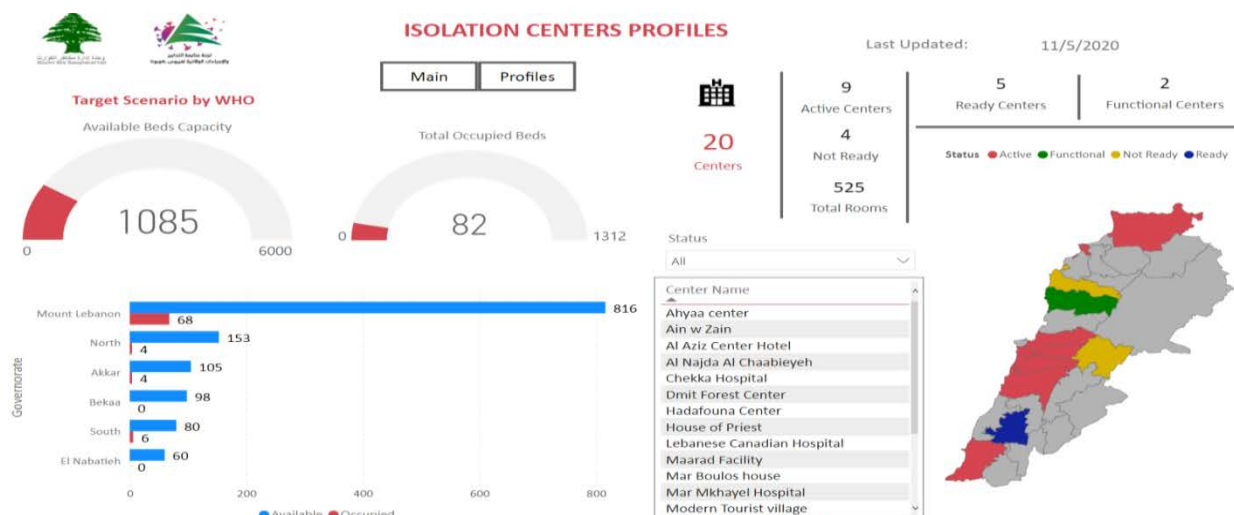 ISOLATION CENTERS PROFILES
Last Updated: 11/5/2020
Main
Profiles
Target Scenario by WHO
Available Beds Capacity
1085
0
6000
Total Occupied Beds
82
0
1312
20
Centers
9
Active Centers
4
Not Ready
525
Total Rooms
5
Ready Centers
2
Functional Centers
Status Active Functional Not Ready Ready
Status
All
Center Name
Ahyaa center
Ain w Zain
Al Aziz Center Hotel
Al Najda Al Chaabieyeh
Chekka Hospital
Dmit Forest Center
Hadafouna Center
House of Priest
Lebanese Canadian Hospital
Maarad Facility
Mar Boulos house
Mar Mkhayel Hospital
Modern Tourist village
Governorate
Mount Lebanon 816
68
North 153
4
Akkar 105
4
Bekaa 98
0
South 80
6
El Nabatieh 60
0
0 200 400 600 800
Available Occupied